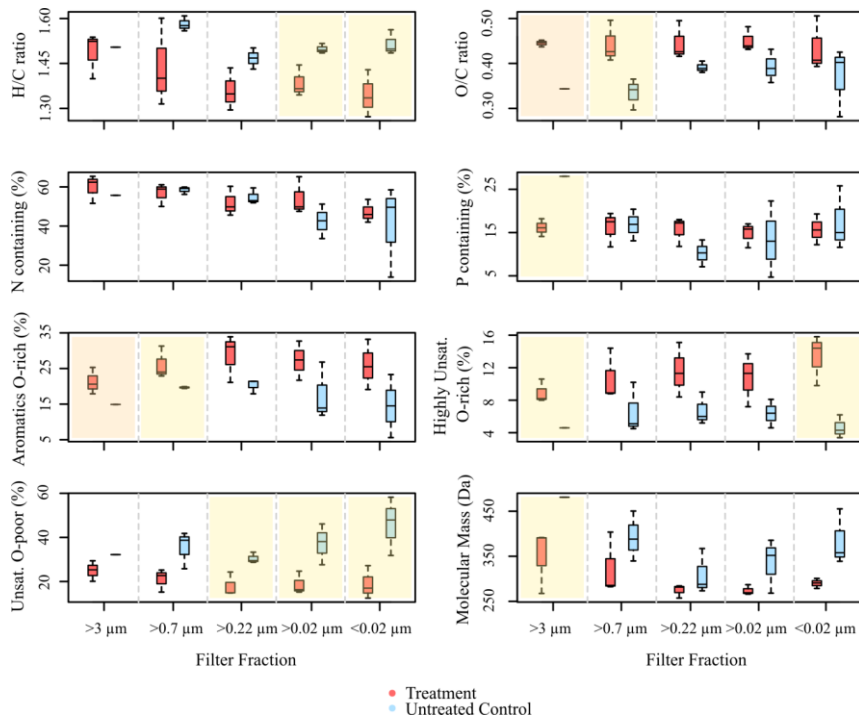 H/C ratio
1.60
1.45
1.30
O/C ratio
0.50
0.40
0.30
N containing (%)
60
40
20
P containing (%)
25
15
5
Aromatics O-rich (%)
35
25
15
5
Highly Unsat.
O-rich (%)
16
12
8
4
Unsat. O-poor (%)
60
40
20
Molecular Mass (Da)
450
350
250
>3 µm >0.7 µm >0.22 µm >0.02 µm <0.02 µm
Filter Fraction
>3 µm >0.7 µm >0.22 µm >0.02 µm <0.02 µm
Filter Fraction
Treatment
Untreated Control